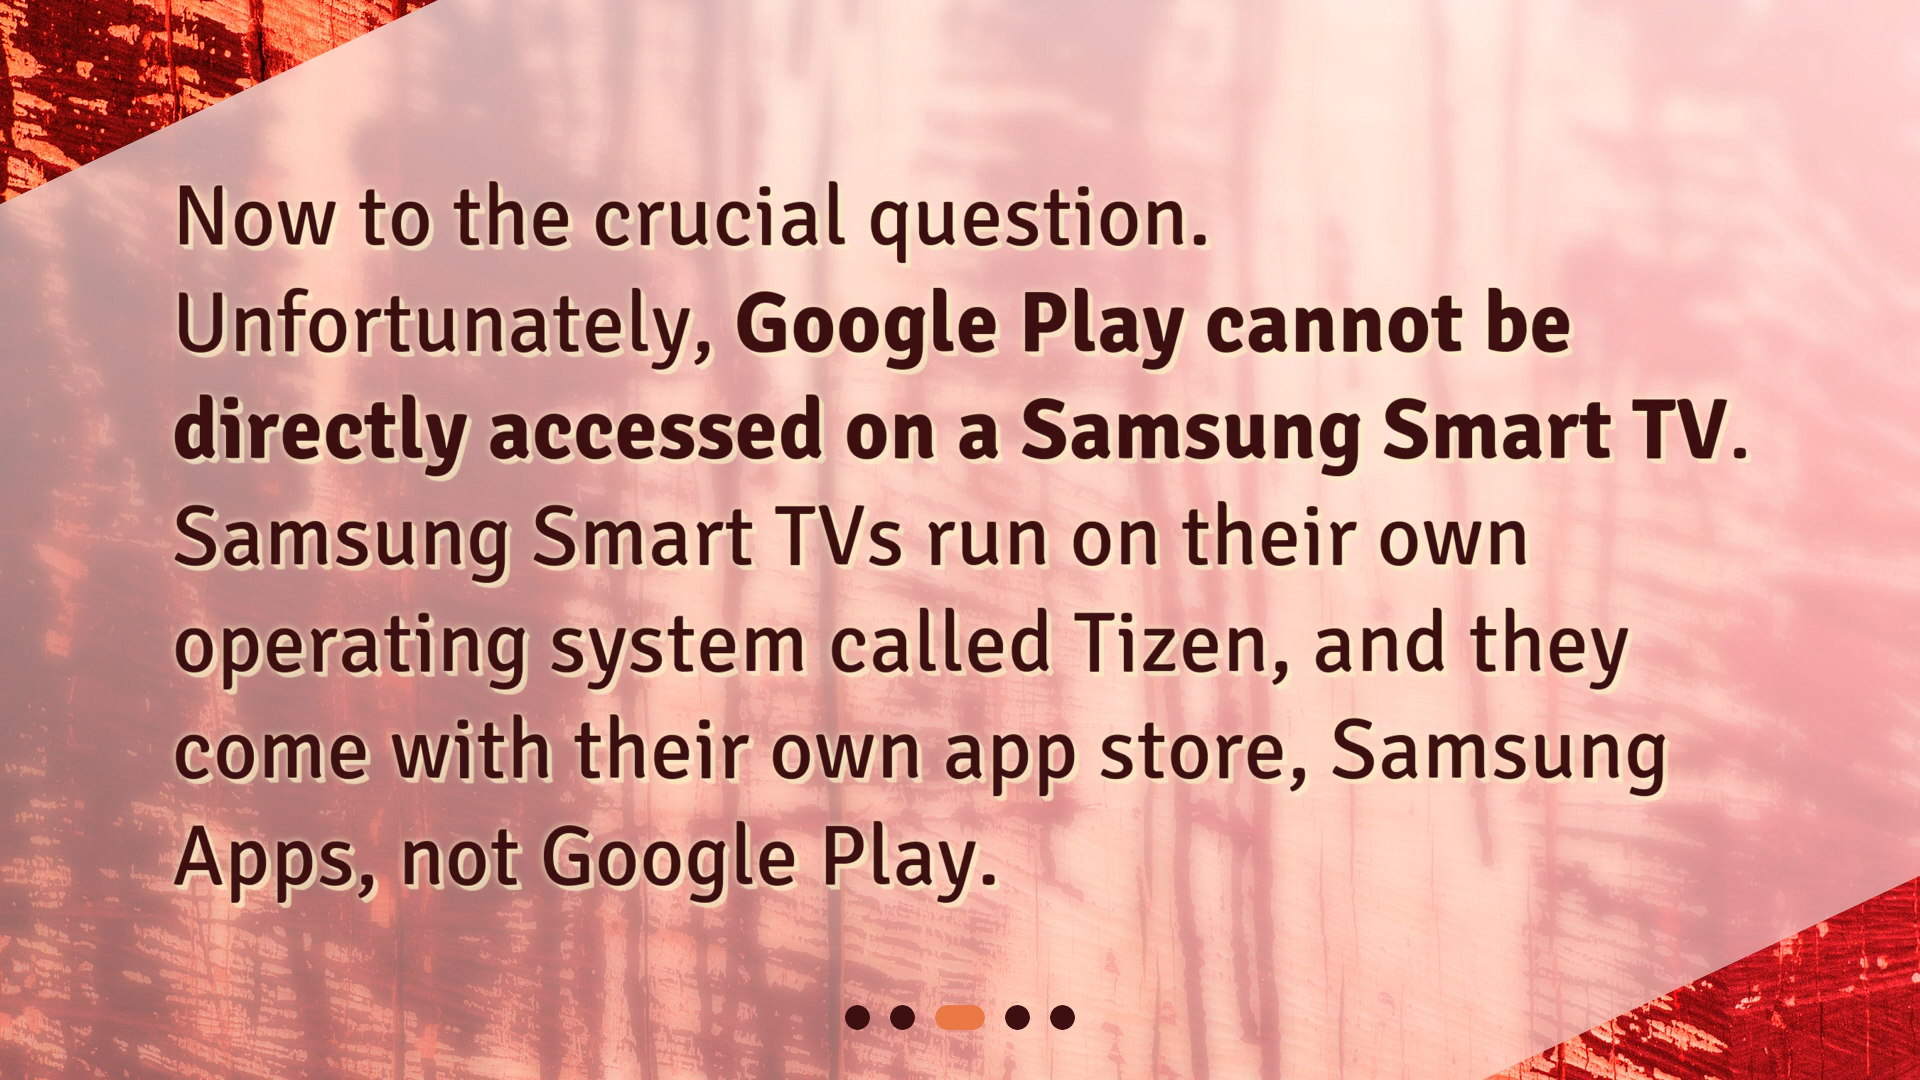 Now to the crucial question.
Unfortunately, Google Play cannot be
directly accessed on a Samsung Smart TV.
Samsung Smart TVs run on their own
operating system called Tizen, and they
come with their own app store, Samsung
Apps, not Google Play.